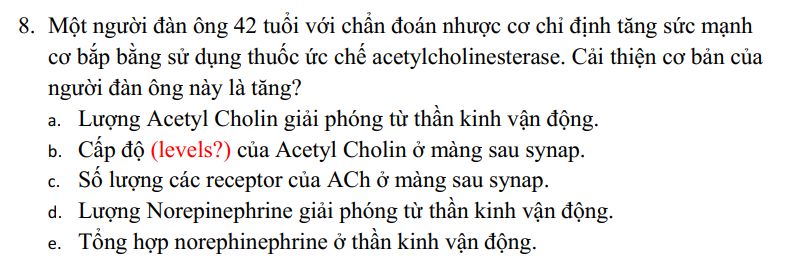 8. Một người đàn ông 42 tuổi với chẩn đoán nhược cơ chỉ định tăng sức mạnh
cơ bắp bằng sử dụng thuốc ức chế acetylcholinesterase. Cải thiện cơ bản của
người đàn ông này là tăng?
a. Lượng Acetyl Cholin giải phóng từ thần kinh vận động.
b. Cấp độ (levels?) của Acetyl Cholin ở màng sau synap.
c. Số lượng các receptor của ACh ở màng sau synap.
d. Lượng Norepinephrine giải phóng từ thần kinh vận động.
e. Tổng hợp norephinephrine ở thần kinh vận động.